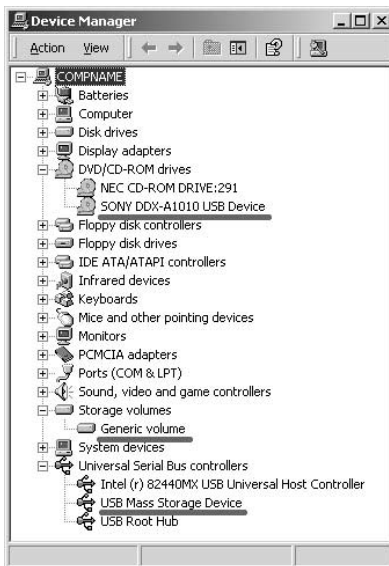 Device Manager
Action View
COMPNAME
Batteries
Computer
Disk drives
Display adapters
DVD/CD-ROM drives
NEC CD-ROM DRIVE:291
SONY DDX-A1010 USB Device
Floppy disk controllers
Floppy disk drives
IDE ATA/ATAPI controllers
Infrared devices
Keyboards
Mice and other pointing devices
Monitors
PCMCIA adapters
Ports (COM & LPT)
Sound, video and game controllers
Storage volumes
Generic volume
System devices
Universal Serial Bus controllers
Intel (r) 82440MX USB Universal Host Controller
USB Mass Storage Device
USB Root Hub